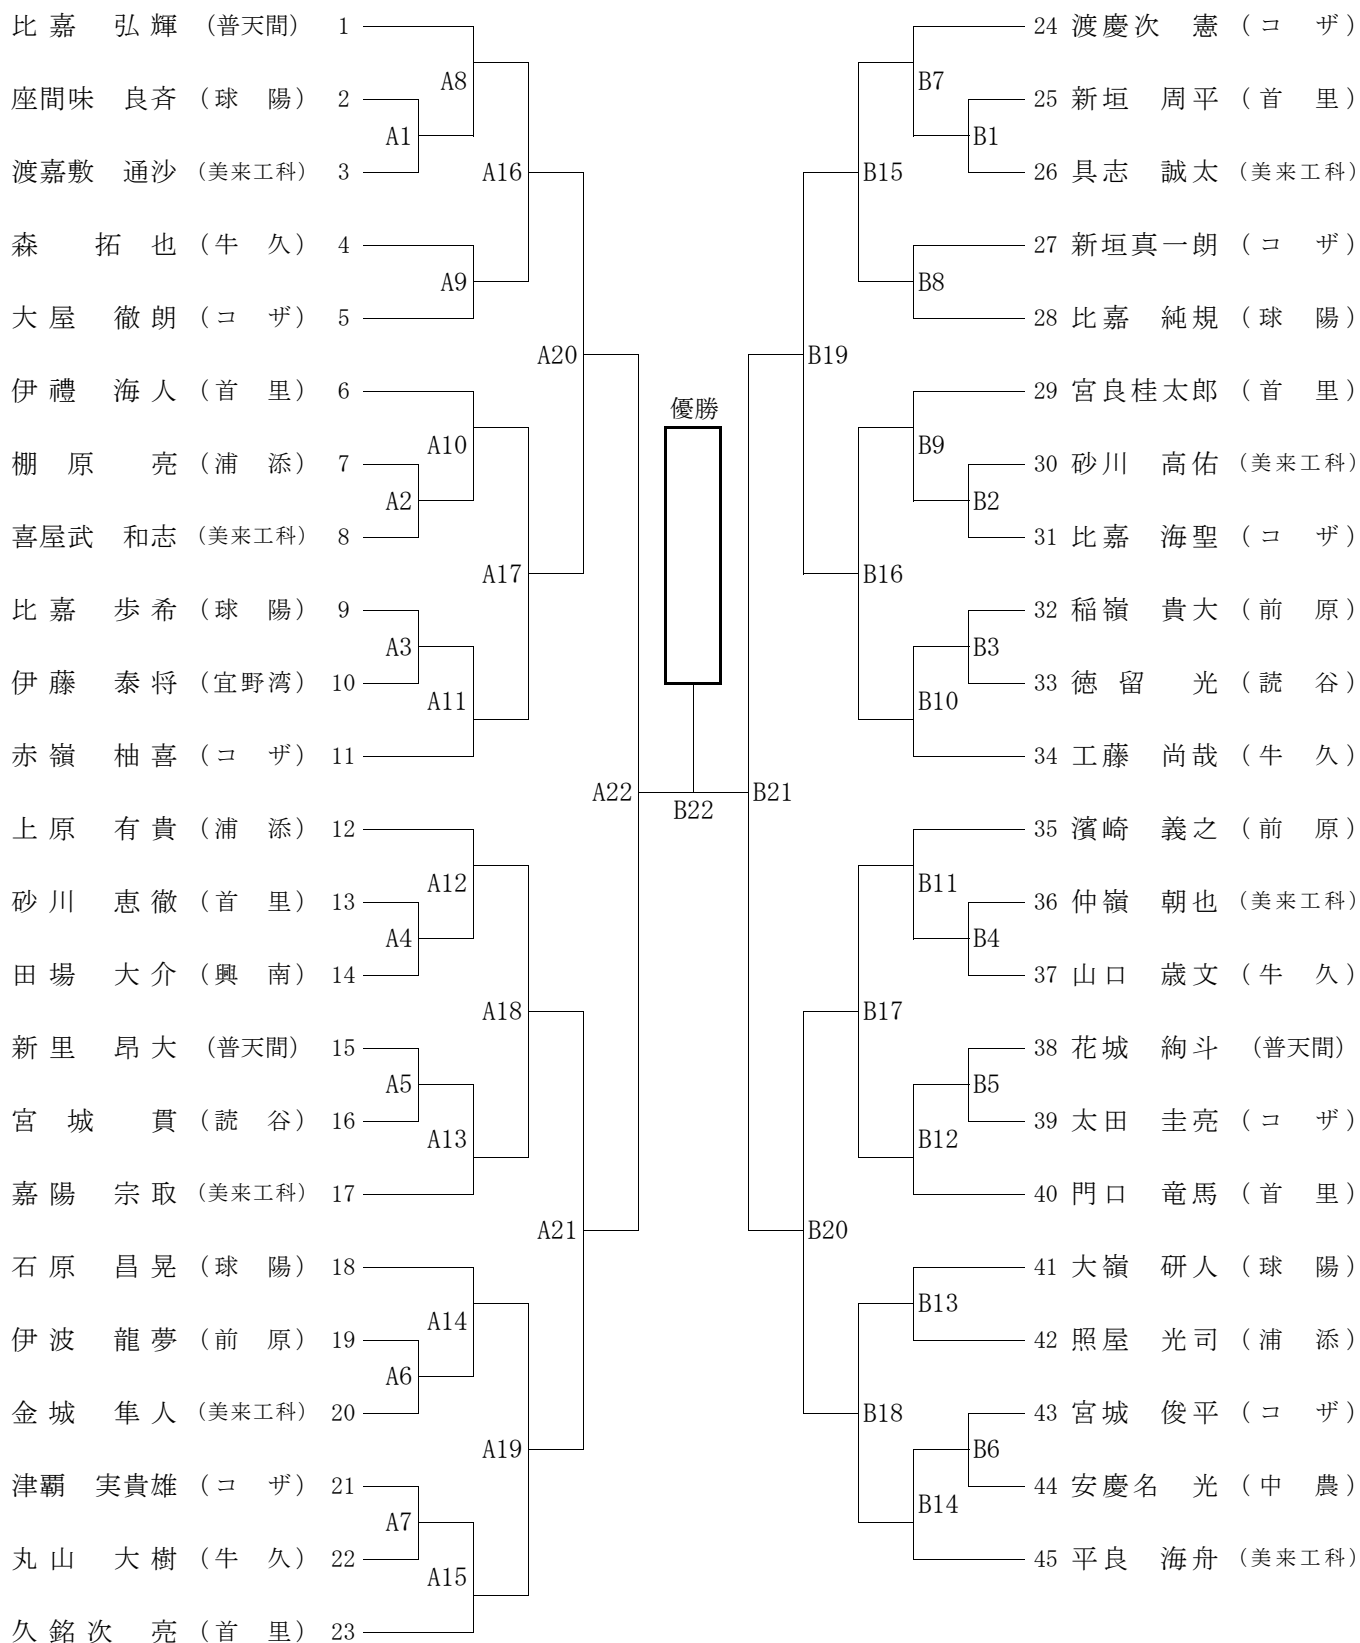 比嘉 弘輝 (普天間) 1
A8
座間味 良斉 (球 陽) 2
A1
渡嘉敷 通沙 (美来工科) 3
A16
森 拓也 (牛 久) 4
A9
大屋 徹朗 (コ ザ) 5
A20
伊禮 海人 (首 里) 6
A10
棚原 亮 (浦 添) 7
A2
喜屋武 和志 (美来工科) 8
A17
比嘉 歩希 (球 陽) 9
A3
伊藤 泰将 (宜野湾) 10
A11
赤嶺 柚喜 (コ ザ) 11
A22
上原 有貴 (浦 添) 12
A12
砂川 恵徹 (首 里) 13
A4
田場 大介 (興 南) 14
A18
新里 昂大 (普天間) 15
A5
宮城 貫 (読 谷) 16
A13
嘉陽 宗取 (美来工科) 17
A21
石原 昌晃 (球 陽) 18
A14
伊波 龍夢 (前 原) 19
A6
金城 隼人 (美来工科) 20
A19
津覇 実貴雄 (コ ザ) 21
A7
丸山 大樹 (牛 久) 22
A15
久銘次 亮 (首 里) 23
優勝
B22
24 渡慶次 憲 (コ ザ)
B7
25 新垣 周平 (首 里)
B1
26 具志 誠太 (美来工科)
B15
27 新垣真一朗 (コ ザ)
B8
28 比嘉 純規 (球 陽)
B19
29 宮良桂太郎 (首 里)
B9
30 砂川 高佑 (美来工科)
B2
31 比嘉 海聖 (コ ザ)
B16
32 稲嶺 貴大 (前 原)
B3
33 徳留 光 (読 谷)
B10
34 工藤 尚哉 (牛 久)
B21
35 濱崎 義之 (前 原)
B11
36 仲嶺 朝也 (美来工科)
B4
37 山口 歳文 (牛 久)
B17
38 花城 絢斗 (普天間)
B5
39 太田 圭亮 (コ ザ)
B12
40 門口 竜馬 (首 里)
B20
41 大嶺 研人 (球 陽)
B13
42 照屋 光司 (浦 添)
B18
43 宮城 俊平 (コ ザ)
B6
44 安慶名 光 (中 農)
B14
45 平良 海舟 (美来工科)